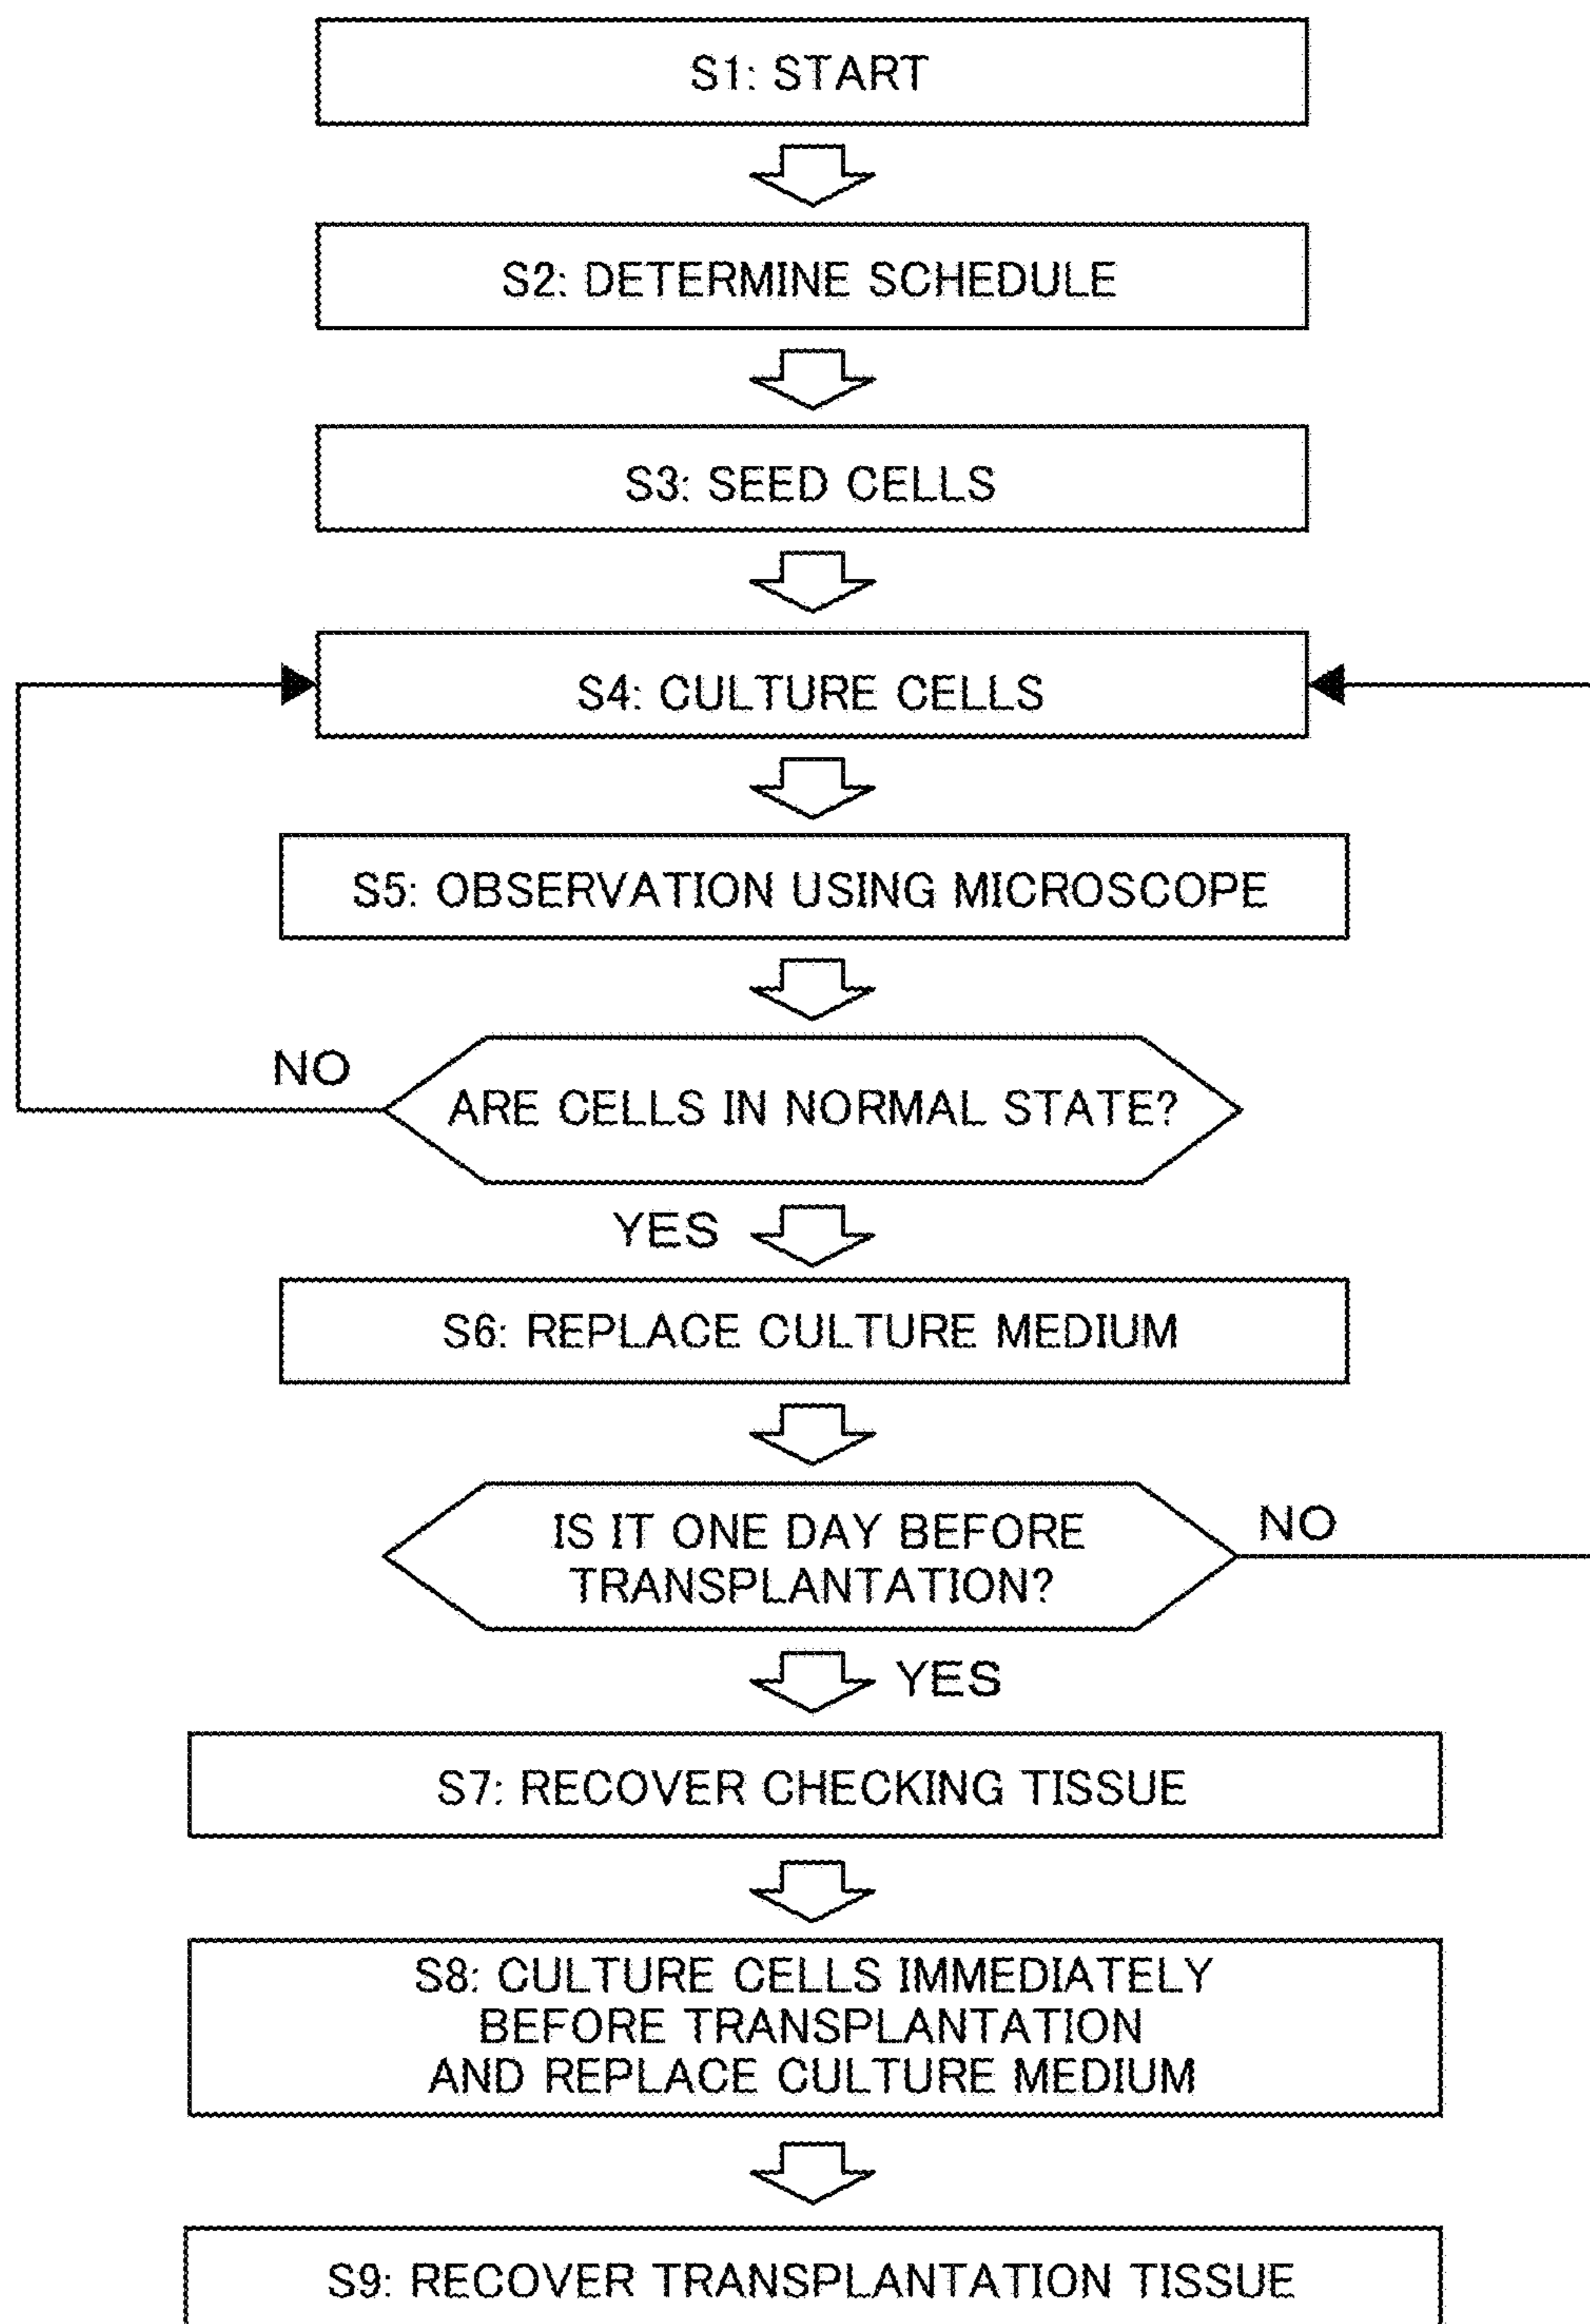 S1: START
S2: DETERMINE SCHEDULE
S3: SEED CELLS
S4: CULTURE CELLS
S5: OBSERVATION USING MICROSCOPE
NO
ARE CELLS IN NORMAL STATE?
YES
S6: REPLACE CULTURE MEDIUM
IS IT ONE DAY BEFORE
TRANSPLANTATION?
NO
YES
S7: RECOVER CHECKING TISSUE
S8: CULTURE CELLS IMMEDIATELY
BEFORE TRANSPLANTATION
AND REPLACE CULTURE MEDIUM
S9: RECOVER TRANSPLANTATION TISSUE